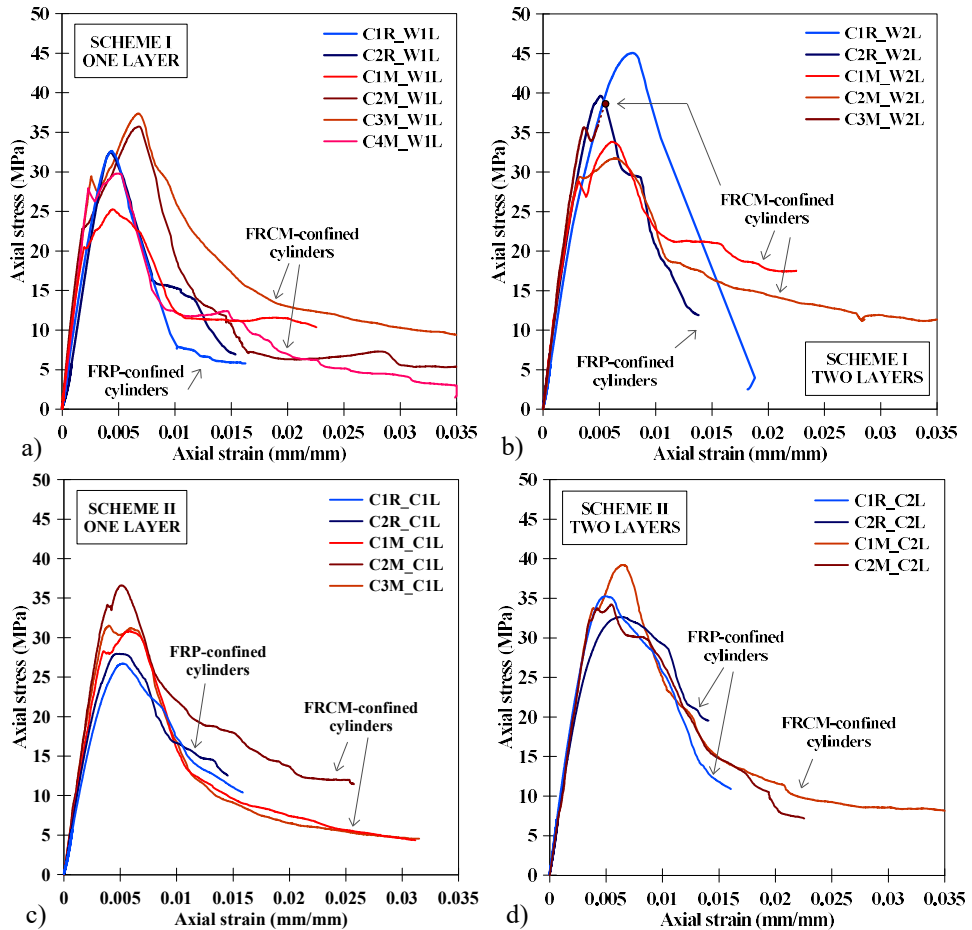 SCHEME I
ONE LAYER
C1R_W1L
C2R_W1L
C1M_W1L
C2M_W1L
C3M_W1L
C4M_W1L
FRCM-confined
cylinders
FRP-confined
cylinders
Axial stress (MPa)
50
45
40
35
30
25
20
15
10
5
0
0
0.005
0.01
0.015
0.02
0.025
0.03
0.035
Axial strain (mm/mm)
a)
C1R_W2L
C2R_W2L
C1M_W2L
C2M_W2L
C3M_W2L
FRCM-confined
cylinders
FRP-confined
cylinders
SCHEME I
TWO LAYERS
Axial stress (MPa)
50
45
40
35
30
25
20
15
10
5
0
0
0.005
0.01
0.015
0.02
0.025
0.03
0.035
Axial strain (mm/mm)
b)
SCHEME II
ONE LAYER
C1R_C1L
C2R_C1L
C1M_C1L
C2M_C1L
C3M_C1L
FRP-confined
cylinders
FRCM-confined
cylinders
Axial stress (MPa)
50
45
40
35
30
25
20
15
10
5
0
0
0.005
0.01
0.015
0.02
0.025
0.03
0.035
Axial strain (mm/mm)
c)
SCHEME II
TWO LAYERS
C1R_C2L
C2R_C2L
C1M_C2L
C2M_C2L
FRP-confined
cylinders
FRCM-confined
cylinders
Axial stress (MPa)
50
45
40
35
30
25
20
15
10
5
0
0
0.005
0.01
0.015
0.02
0.025
0.03
0.035
Axial strain (mm/mm)
d)